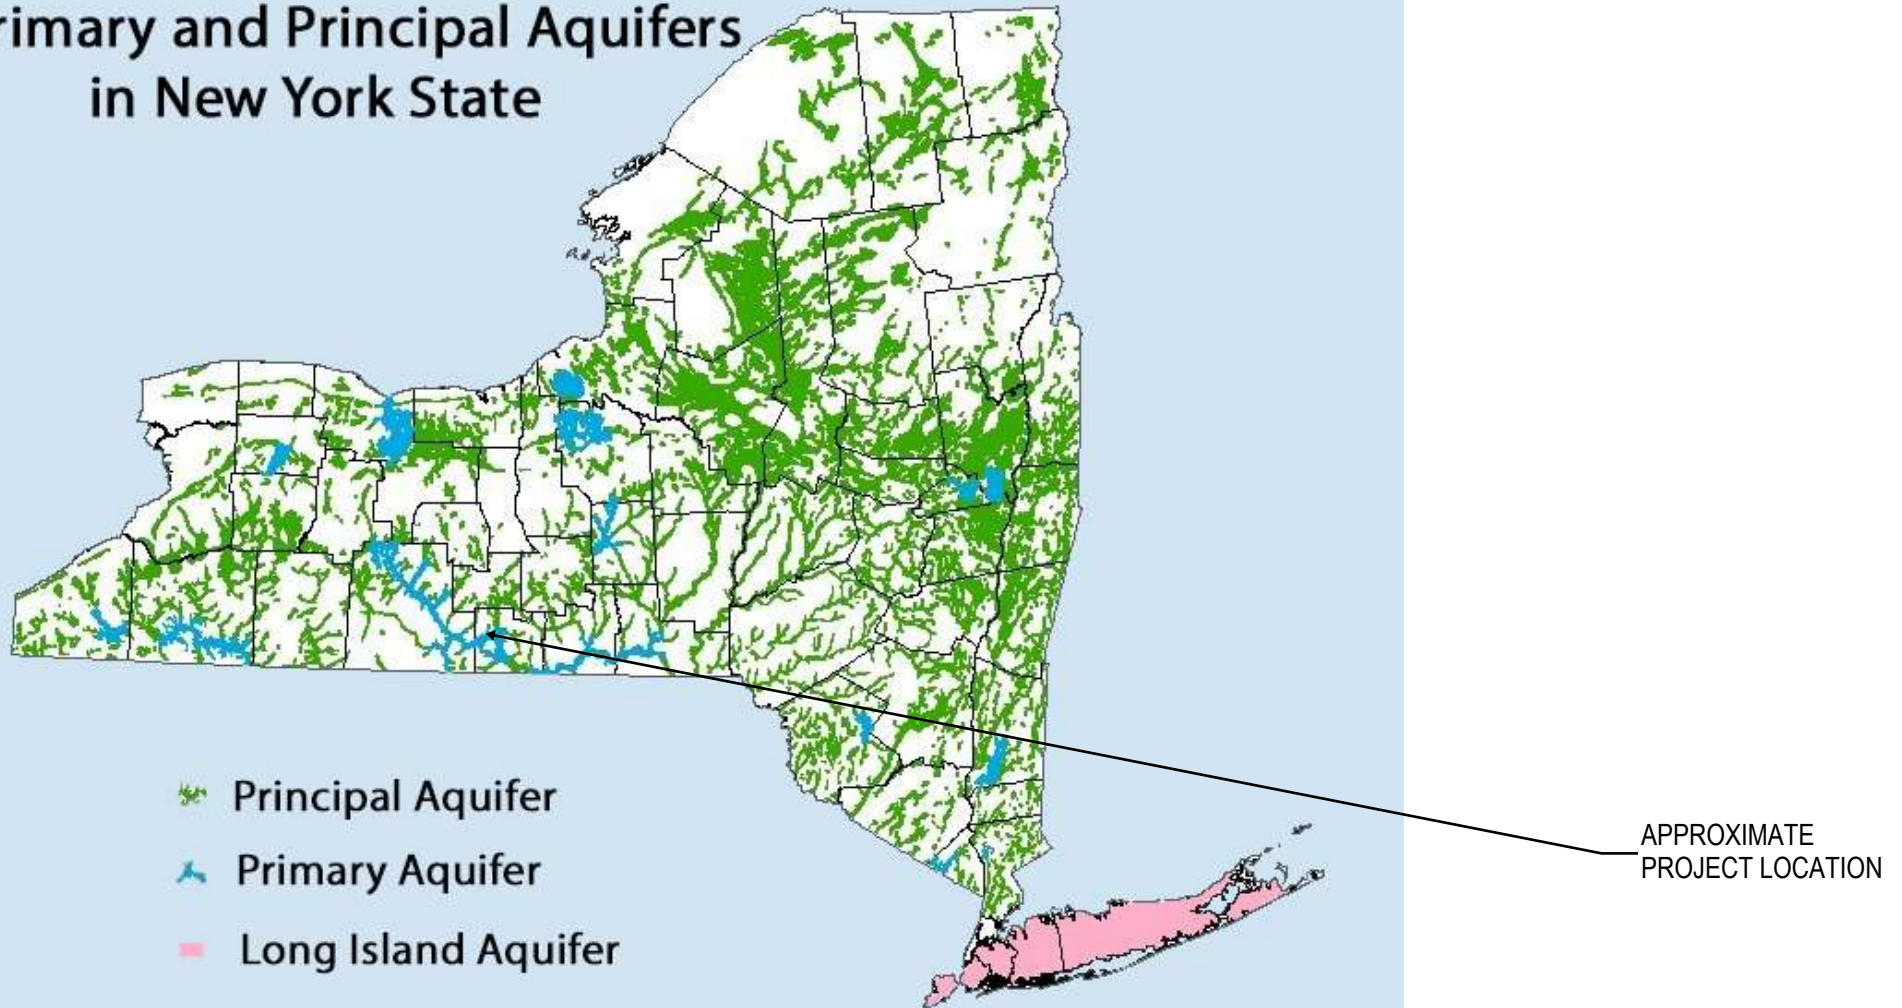 rimary and Principal Aquifers
in New York State
Principal Aquifer
Primary Aquifer
Long Island Aquifer
APPROXIMATE
PROJECT LOCATION